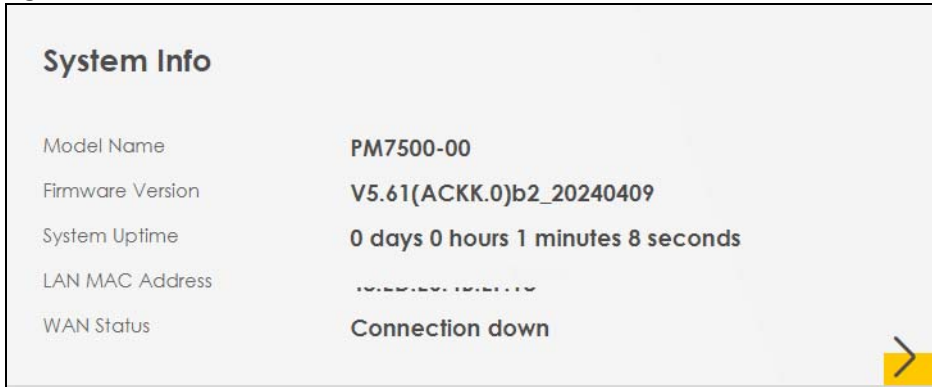 System Info
Model Name PM7500-00
Firmware Version V5.61(ACKK.0)b2_20240409
System Uptime 0 days 0 hours 1 minutes 8 seconds
LAN MAC Address
WAN Status Connection down